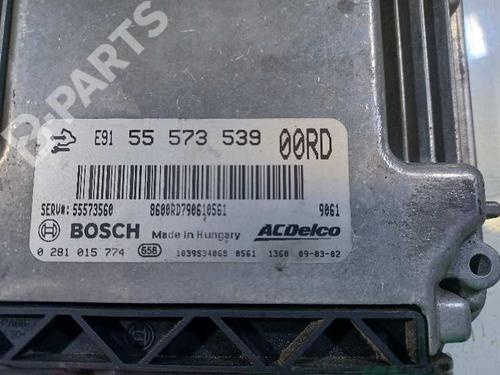 B-PARTS
E91 55 573 539 00RD
SERV#: 55573560 8600RD790610561 9061
BOSCH Made in Hungary ACDelco
0 281 015 774 658 1039S34068 0561 1360 09-03-02